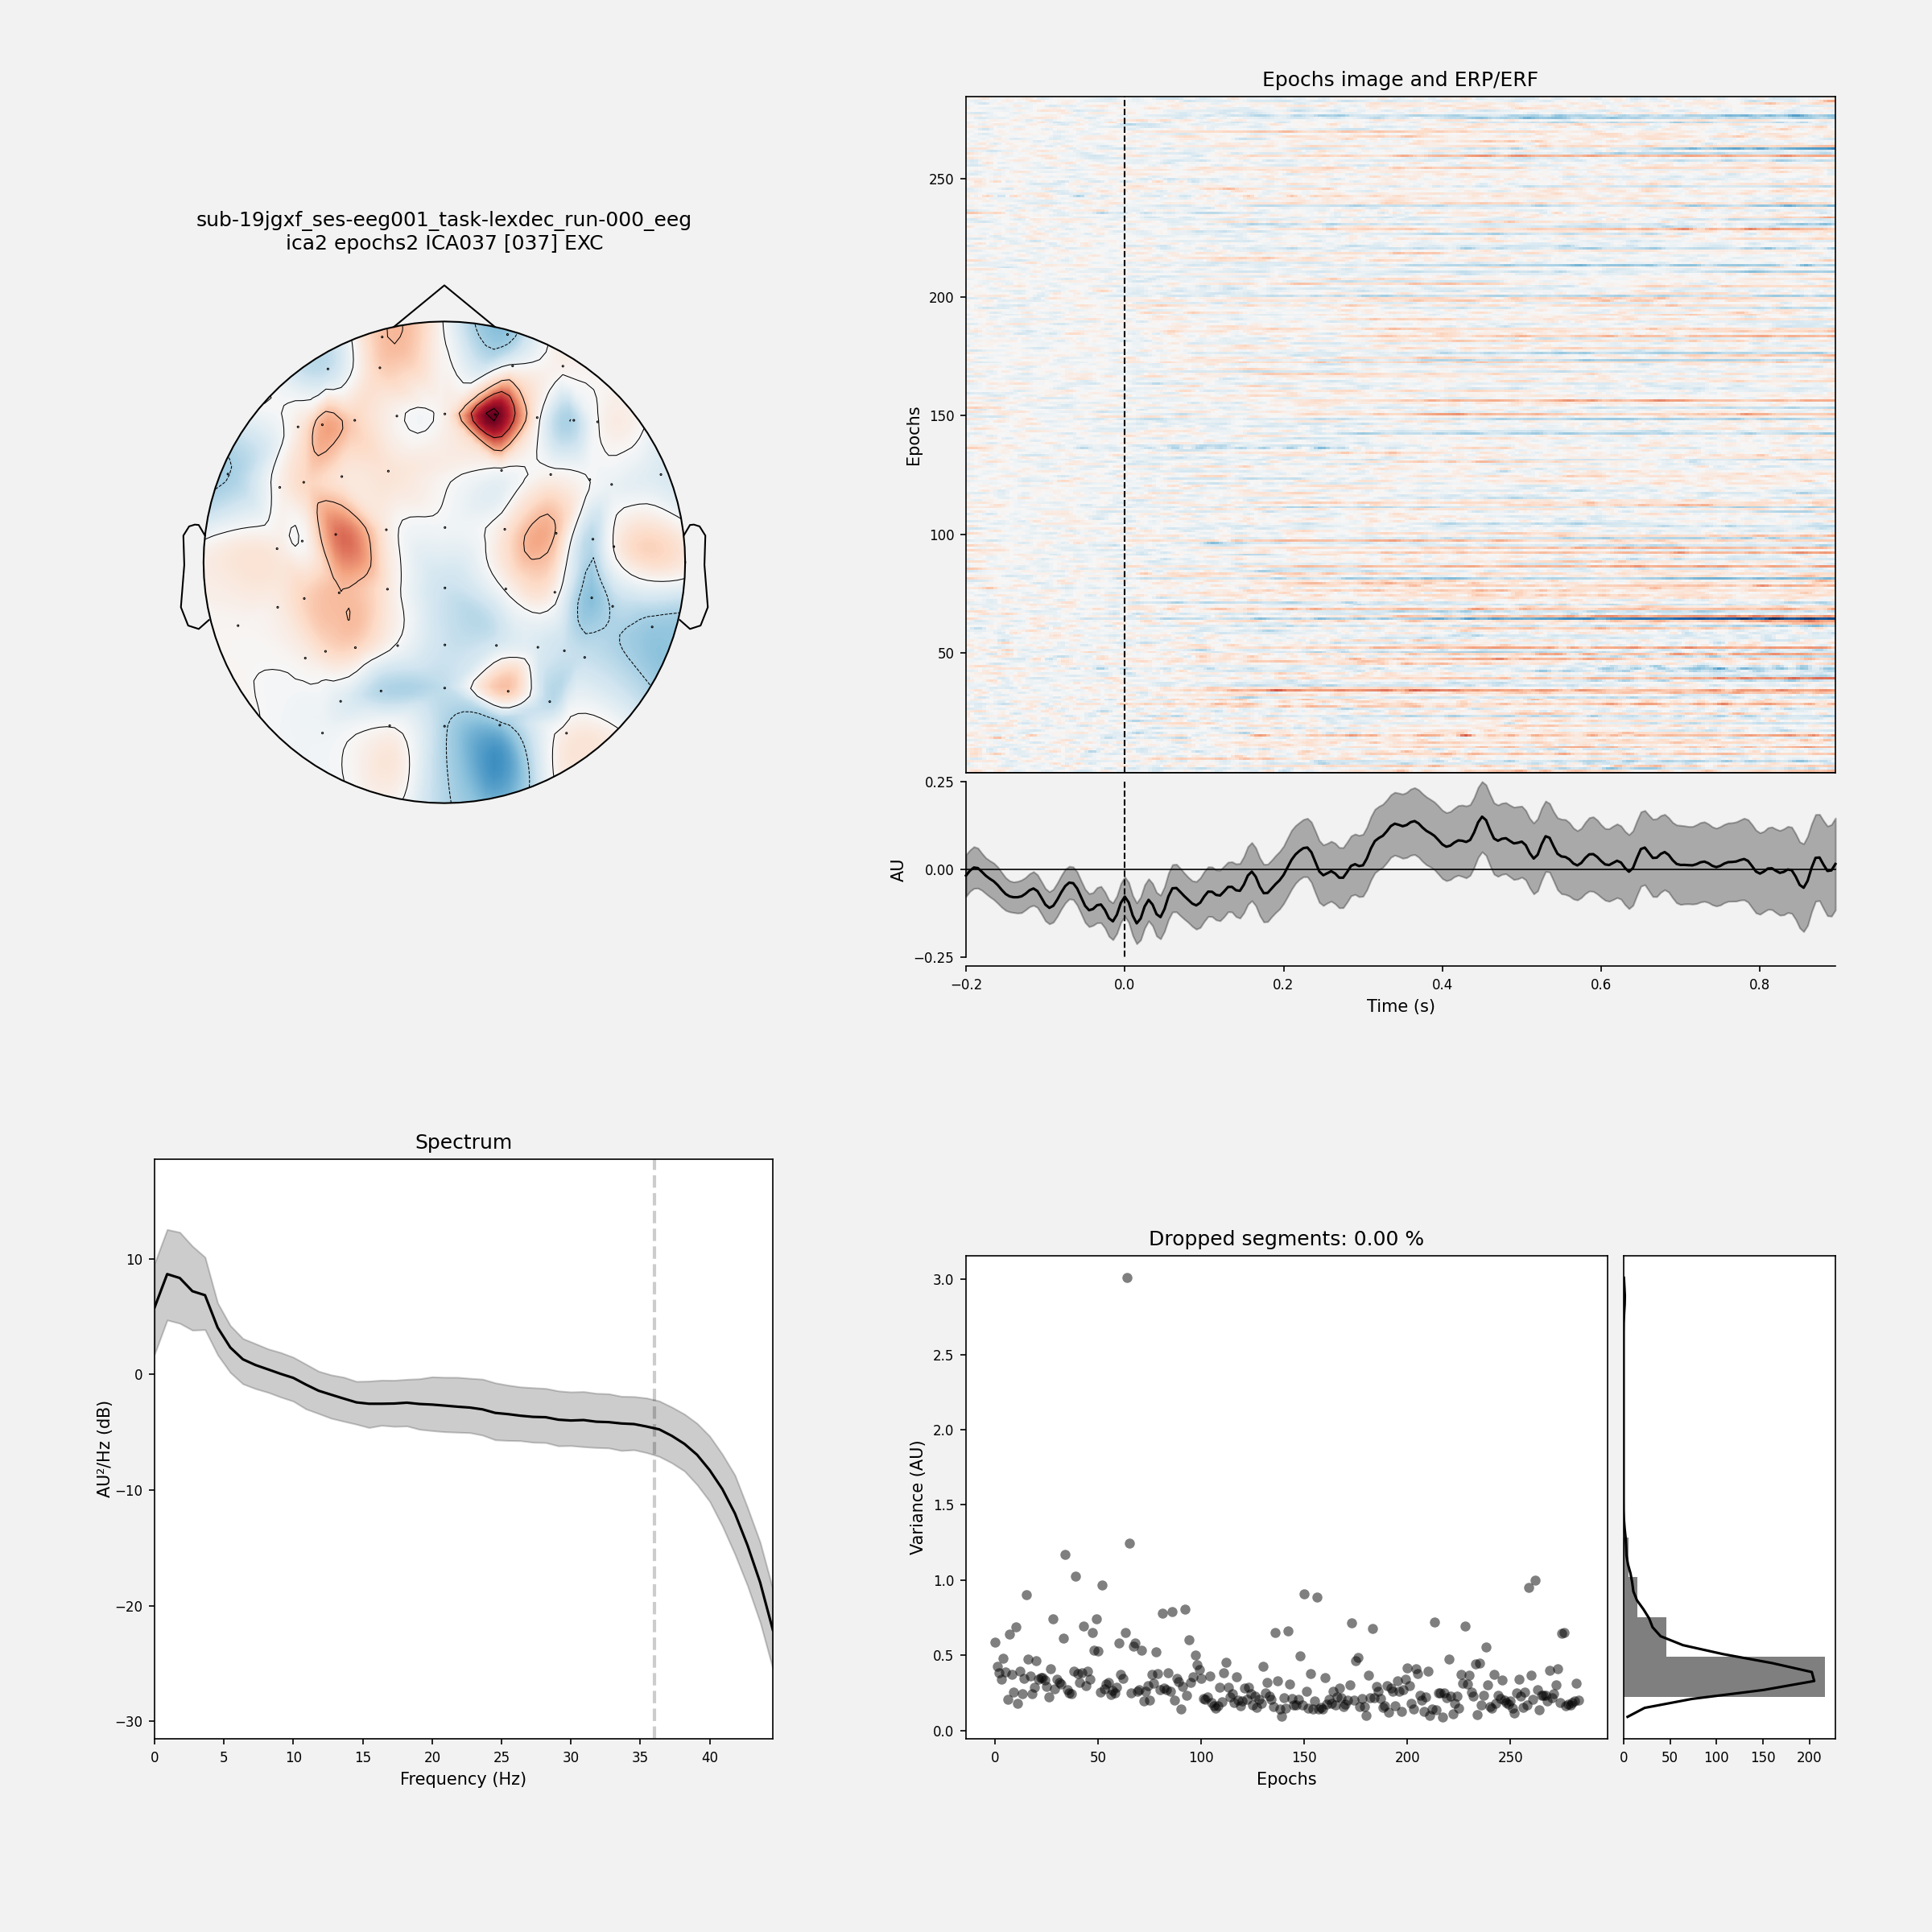 sub-19jgxf_ses-eeg001_task-lexdec_run-000_eeg
ica2 epochs2 ICA037 [037] EXC
Epochs image and ERP/ERF
Epochs
250
200
150
100
50
AU
0.25
0.00
−0.25
−0.2 0.0 0.2 0.4 0.6 0.8
Time (s)
Spectrum
AU²/Hz (dB)
10
0
−10
−20
−30
0 5 10 15 20 25 30 35 40
Frequency (Hz)
Dropped segments: 0.00 %
Variance (AU)
3.0
2.5
2.0
1.5
1.0
0.5
0.0
0 50 100 150 200 250
Epochs
0 50 100 150 200